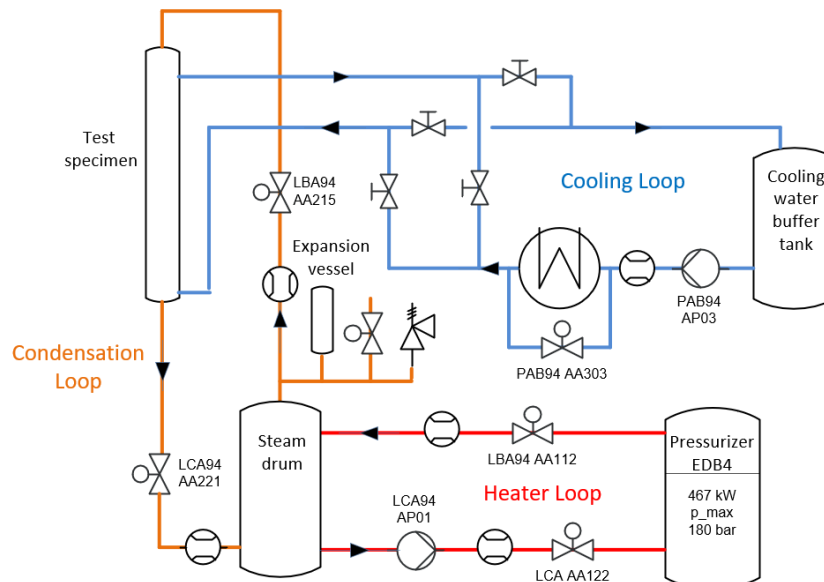 Test
specimen
LBA94
AA215
Cooling Loop
Cooling
water
buffer
tank
Expansion
vessel
PAB94
AP03
Condensation
Loop
PAB94 AA303
Steam
drum
LCA94
AA221
LBA94 AA112
Pressurizer
EDB4
Heater Loop
467 kW
p_max
180 bar
LCA94
AP01
LCA AA122